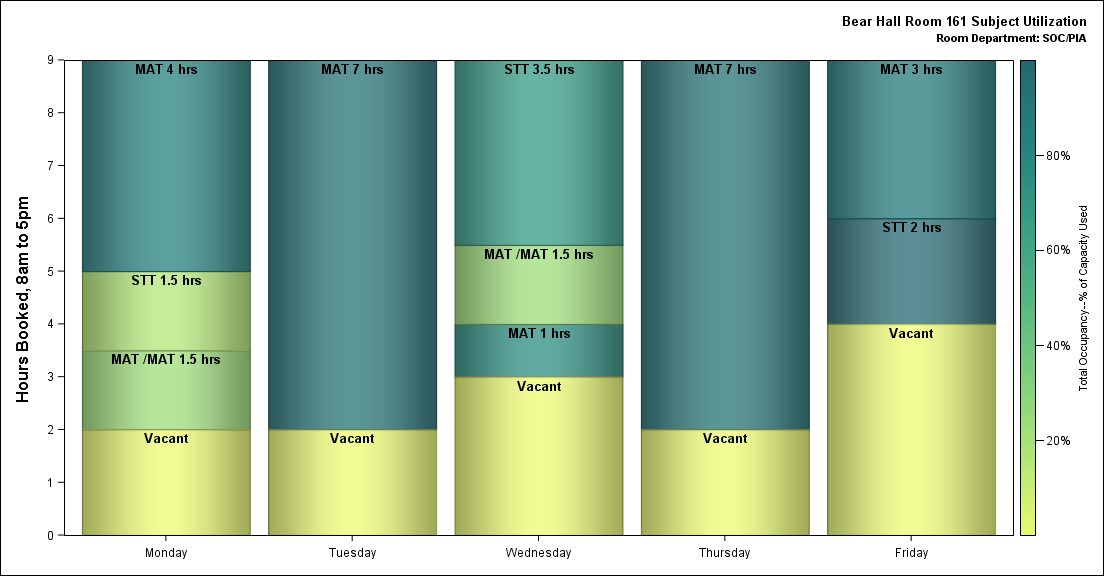 Bear Hall Room 161 Subject Utilization
Room Department: SOC/PIA
Hours Booked, 8am to 5pm
9
8
7
6
5
4
3
2
1
0
MAT 4 hrs
STT 1.5 hrs
MAT /MAT 1.5 hrs
Vacant
MAT 7 hrs
Vacant
STT 3.5 hrs
MAT /MAT 1.5 hrs
MAT 1 hrs
Vacant
MAT 7 hrs
Vacant
MAT 3 hrs
STT 2 hrs
Vacant
Monday
Tuesday
Wednesday
Thursday
Friday
80%
60%
40%
20%
Total Occupancy--% of Capacity Used